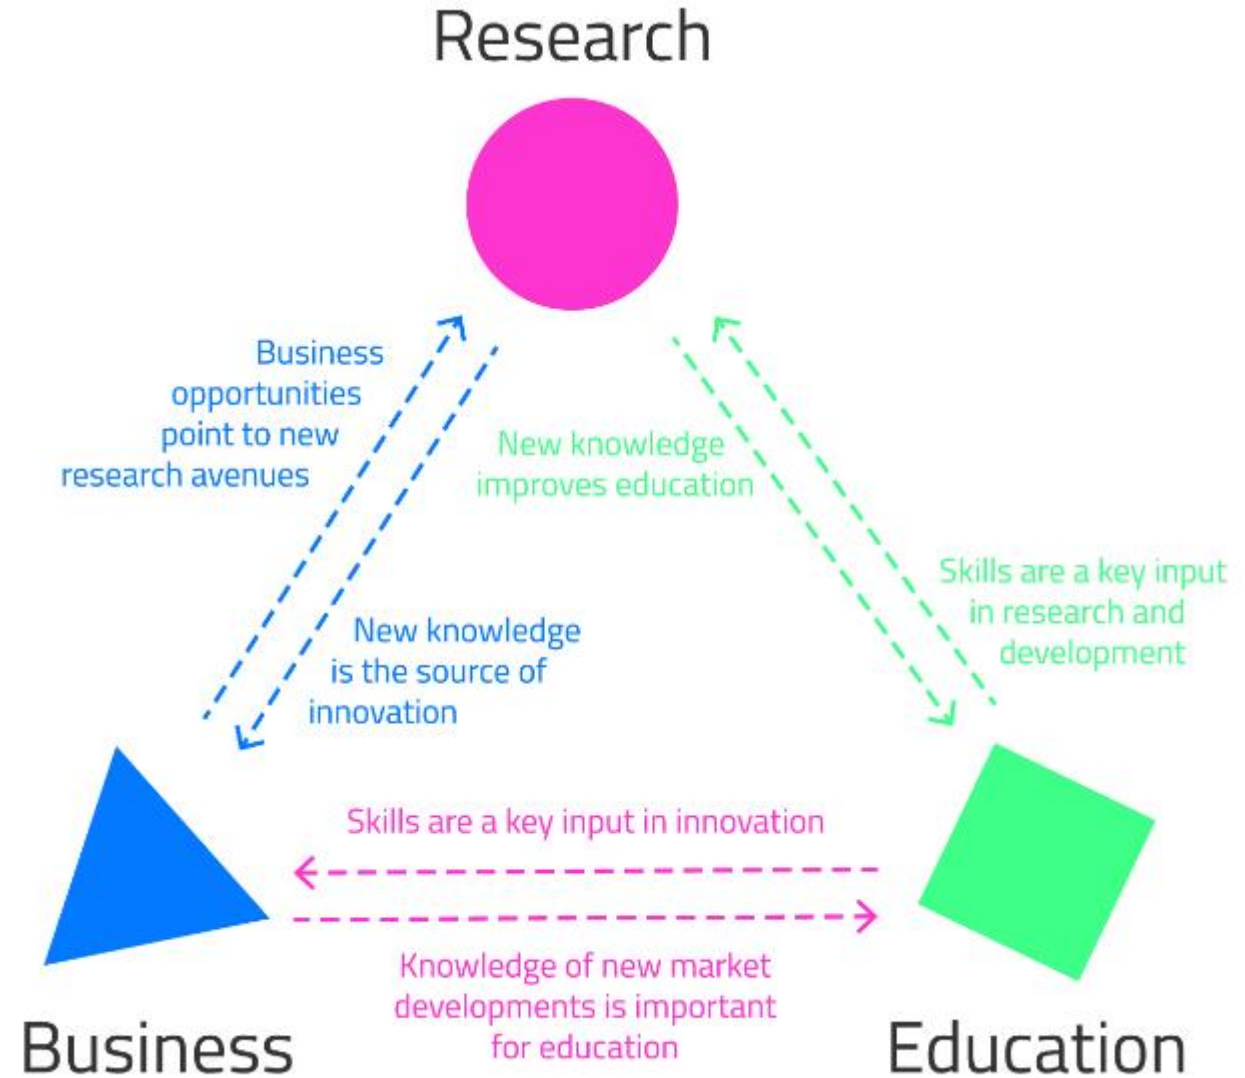 Research
Business
opportunities
point to new
research avenues
New knowledge
improves education
Skills are a key input
in research and
development
New knowledge
is the source of
innovation
Skills are a key input in innovation
Knowledge of new market
developments is important
for education
Business
Education